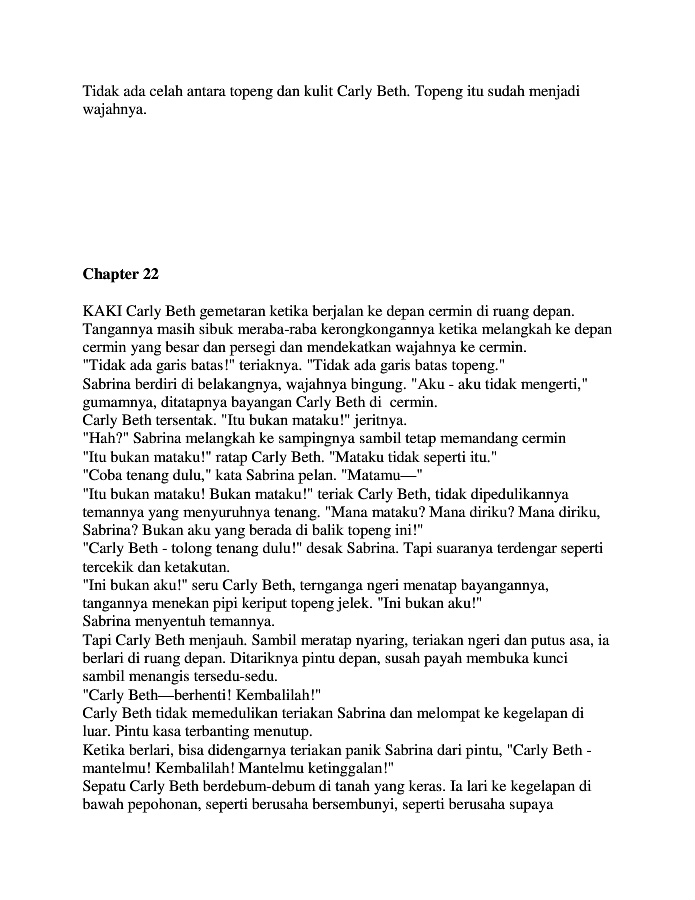 Tidak ada celah antara topeng dan kulit Carly Beth. Topeng itu sudah menjadi
wajahnya.
Chapter 22
KAKI Carly Beth gemetaran ketika berjalan ke depan cermin di ruang depan.
Tangannya masih sibuk meraba-raba kerongkongannya ketika melangkah ke depan
cermin yang besar dan persegi dan mendekatkan wajahnya ke cermin.
"Tidak ada garis batas!" teriaknya. "Tidak ada garis batas topeng."
Sabrina berdiri di belakangnya, wajahnya bingung. "Aku - aku tidak mengerti,"
gumamnya, ditatapnya bayangan Carly Beth di  cermin.
Carly Beth tersentak. "Itu bukan mataku!" jeritnya.
"Hah?" Sabrina melangkah ke sampingnya sambil tetap memandang cermin
"Itu bukan mataku!" ratap Carly Beth. "Mataku tidak seperti itu."
"Coba tenang dulu," kata Sabrina pelan. "Matamu—"
"Itu bukan mataku! Bukan mataku!" teriak Carly Beth, tidak dipedulikannya
temannya yang menyuruhnya tenang. "Mana mataku? Mana diriku? Mana diriku,
Sabrina? Bukan aku yang berada di balik topeng ini!"
"Carly Beth - tolong tenang dulu!" desak Sabrina. Tapi suaranya terdengar seperti
tercekik dan ketakutan.
"Ini bukan aku!" seru Carly Beth, ternganga ngeri menatap bayangannya,
tangannya menekan pipi keriput topeng jelek. "Ini bukan aku!"
Sabrina menyentuh temannya.
Tapi Carly Beth menjauh. Sambil meratap nyaring, teriakan ngeri dan putus asa, ia
berlari di ruang depan. Ditariknya pintu depan, susah payah membuka kunci
sambil menangis tersedu-sedu.
"Carly Beth—berhenti! Kembalilah!"
Carly Beth tidak memedulikan teriakan Sabrina dan melompat ke kegelapan di
luar. Pintu kasa terbanting menutup.
Ketika berlari, bisa didengarnya teriakan panik Sabrina dari pintu, "Carly Beth -
mantelmu! Kembalilah! Mantelmu ketinggalan!"
Sepatu Carly Beth berdebum-debum di tanah yang keras. Ia lari ke kegelapan di
bawah pepohonan, seperti berusaha bersembunyi, seperti berusaha supaya